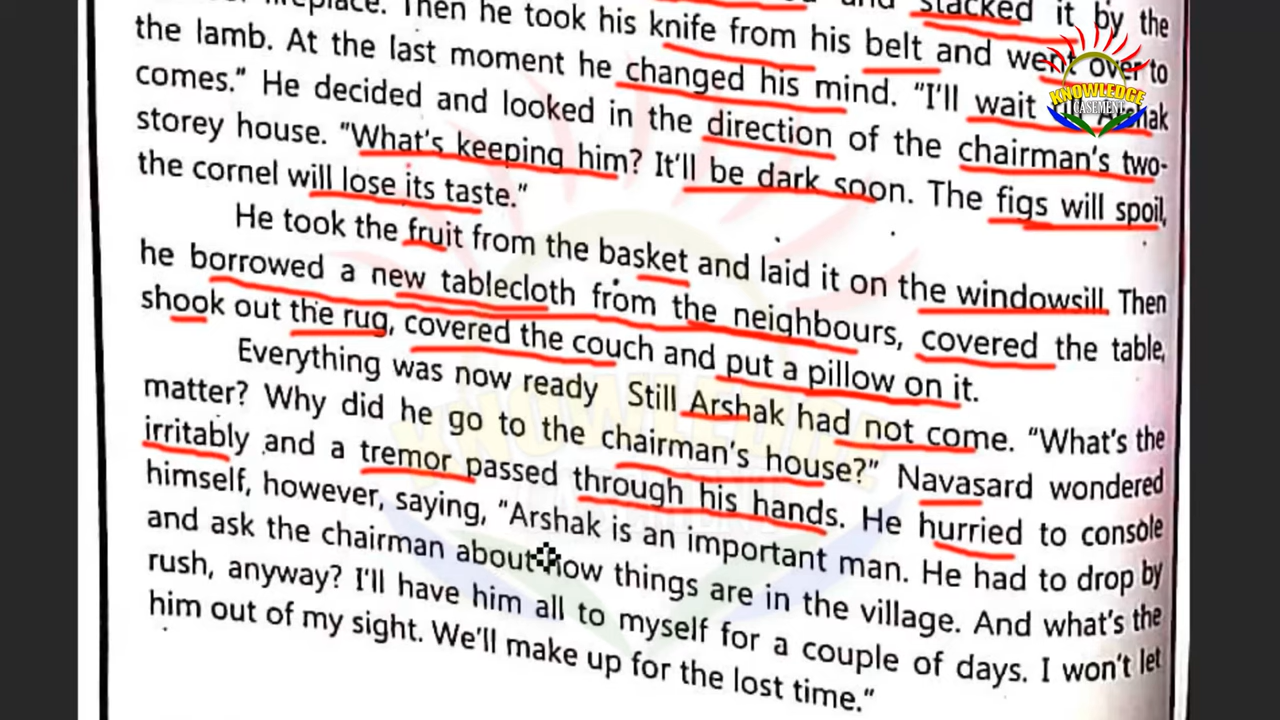 fireplace. Then he took his knife from his belt and went over to
and stacked it by the
the lamb. At the last moment he changed his mind. "I'll wait
comes." He decided and looked in the direction of the chairman's two-
storey house. "What's keeping him? It'll be dark soon. The figs will spoil,
the cornel will lose its taste."
He took the fruit from the basket and laid it on the windowsill. Then
he borrowed a new tablecloth from the neighbours, covered the table,
shook out the rug, covered the couch and put a pillow on it.
Everything was now ready Still Arshak had not come. "What's the
matter? Why did he go to the chairman's house?" Navasard wondered
irritably and a tremor passed through his hands. He hurried to console
himself, however, saying, "Arshak is an important man. He had to drop by
and ask the chairman about how things are in the village. And what's the
rush, anyway? I'll have him all to myself for a couple of days. I won't let
him out of my sight. We'll make up for the lost time."
KNOWLEDGE
CASEMENT